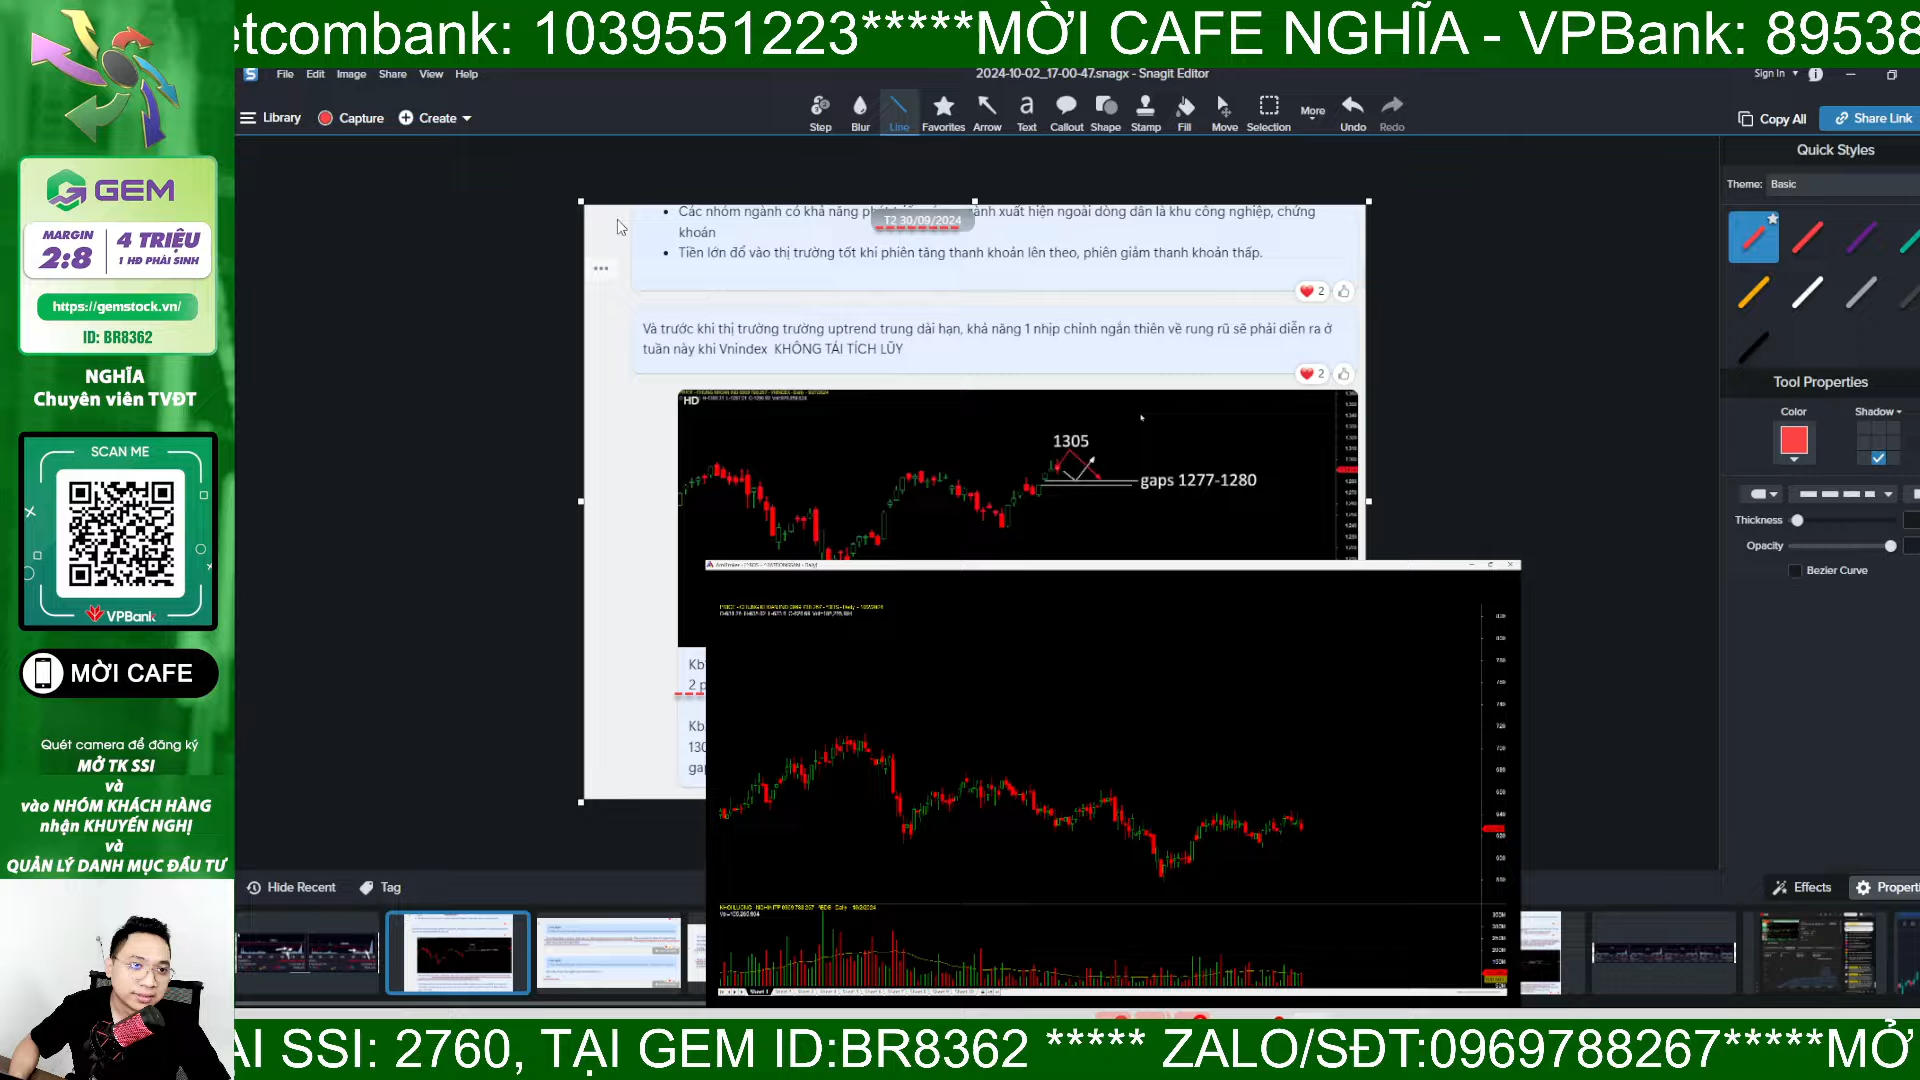 etcombank: 1039551223*****MỜI CAFE NGHĨA - VPBank: 89538
File Edit Image Share View Help
2024-10-02_17-00-47.snagx - Snagit Editor
Sign In
Library
Capture
Create
Step Blur Line Favorites Arrow Text Callout Shape Stamp Fill Move Selection More Undo Redo
Copy All
Share Link
GEM
MARGIN
2:8
4 TRIỆU
1 HĐ PHÁI SINH
https://gemstock.vn/
ID: BR8362
NGHĨA
Chuyên viên TVĐT
SCAN ME
VPBank
MỜI CAFE
Quét camera để đăng ký
MỞ TK SSI
và
vào NHÓM KHÁCH HÀNG
nhận KHUYẾN NGHỊ
và
QUẢN LÝ DANH MỤC ĐẦU TƯ
Các nhóm ngành có khả năng
T2 30/09/2024
xuất hiện ngoài dòng dẫn là khu công nghiệp, chứng
khoán
Tiền lớn đổ vào thị trường tốt khi phiên tăng thanh khoản lên theo, phiên giảm thanh khoản thấp.
2
Và trước khi thị trường trường uptrend trung dài hạn, khả năng 1 nhịp chỉnh ngắn thiên về rung rũ sẽ phải diễn ra ở
tuần này khi Vnindex KHÔNG TÁI TÍCH LŨY
2
HD
1305
gaps 1277-1280
Kb
2 p
Kb
130
gap
Quick Styles
Theme: Basic
Tool Properties
Color
Shadow
Thickness
Opacity
Bezier Curve
Hide Recent
Tag
Effects
Properti
AI SSI: 2760, TẠI GEM ID:BR8362 ***** ZALO/SĐT:0969788267*****MỞ